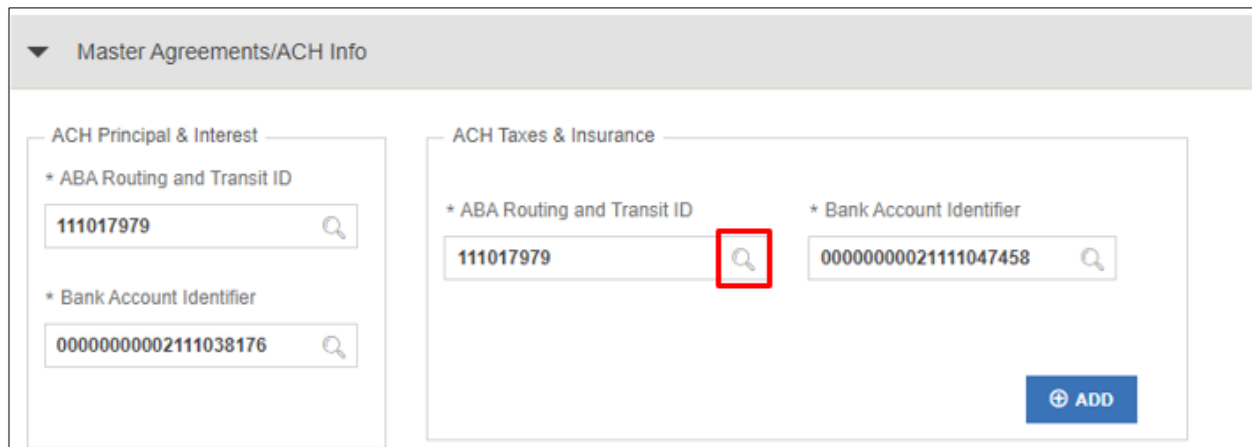 Master Agreements/ACH Info
ACH Principal & Interest
* ABA Routing and Transit ID
111017979
* Bank Account Identifier
00000000002111038176
ACH Taxes & Insurance
* ABA Routing and Transit ID
111017979
* Bank Account Identifier
00000000021111047458
ADD